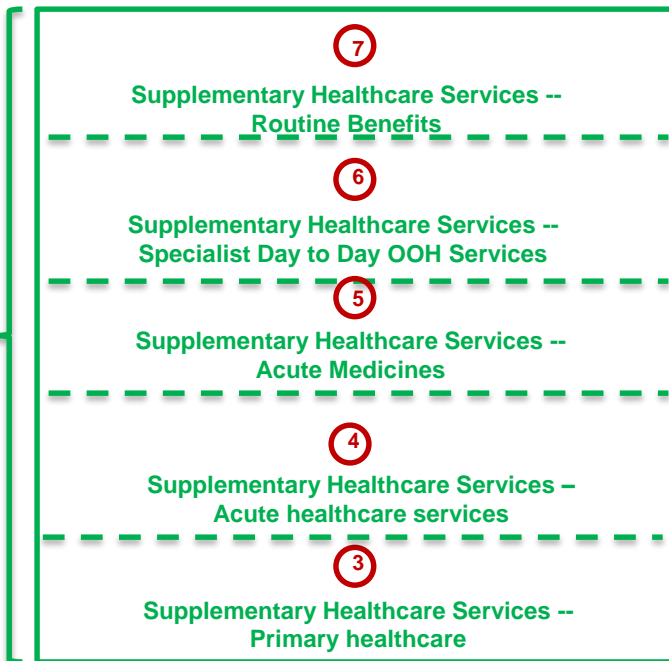 7
Supplementary Healthcare Services --
Routine Benefits
6
Supplementary Healthcare Services --
Specialist Day to Day OOH Services
5
Supplementary Healthcare Services --
Acute Medicines
4
Supplementary Healthcare Services –
Acute healthcare services
3
Supplementary Healthcare Services --
Primary healthcare